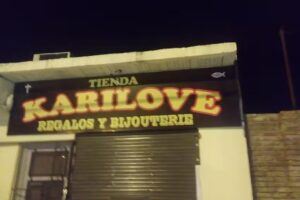 TIENDA
KARILOVE
REGALOS Y BIJOUTERIE